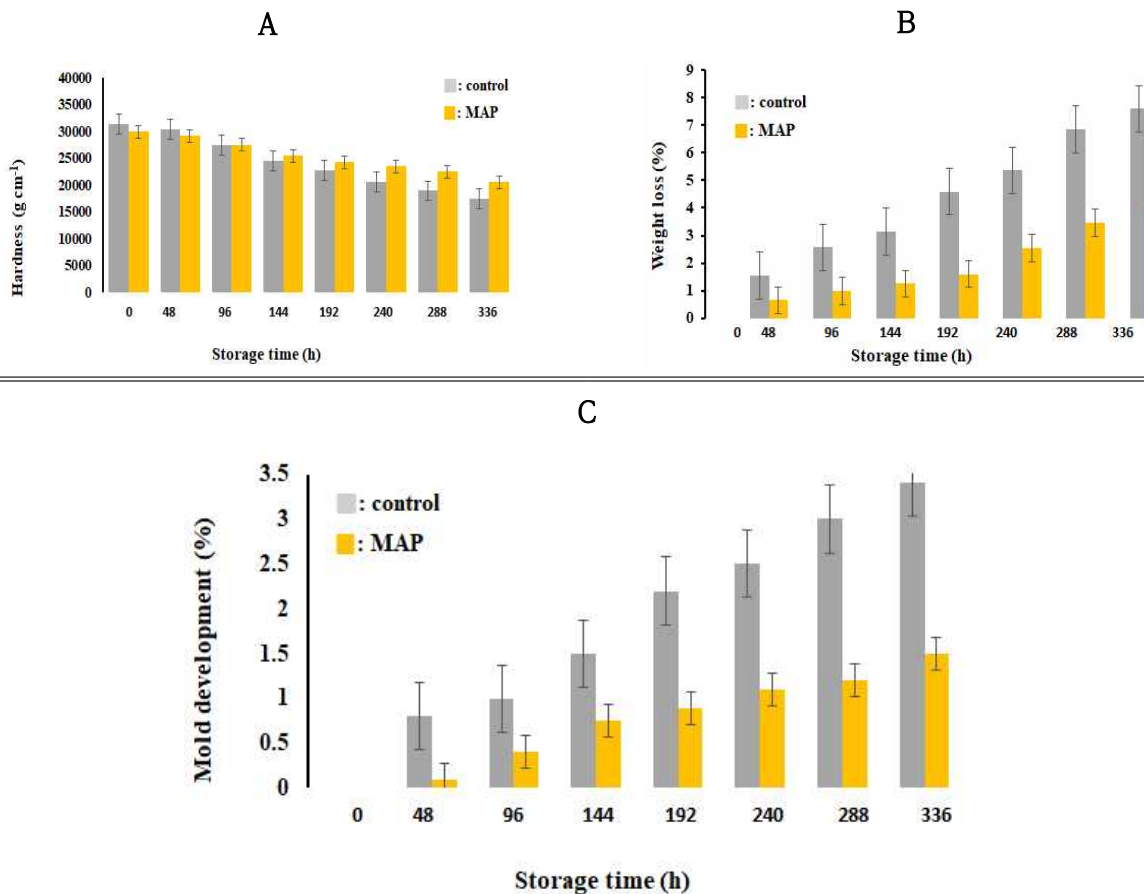 A
40000
35000
30000
25000
20000
15000
10000
5000
0
Hardness (g cm⁻¹)
: control
: MAP
0 48 96 144 192 240 288 336
Storage time (h)
B
9
8
7
6
5
4
3
2
1
0
Weight loss (%)
: control
: MAP
0 48 96 144 192 240 288 336
Storage time (h)
C
3.5
3
2.5
2
1.5
1
0.5
0
Mold development (%)
: control
: MAP
0 48 96 144 192 240 288 336
Storage time (h)